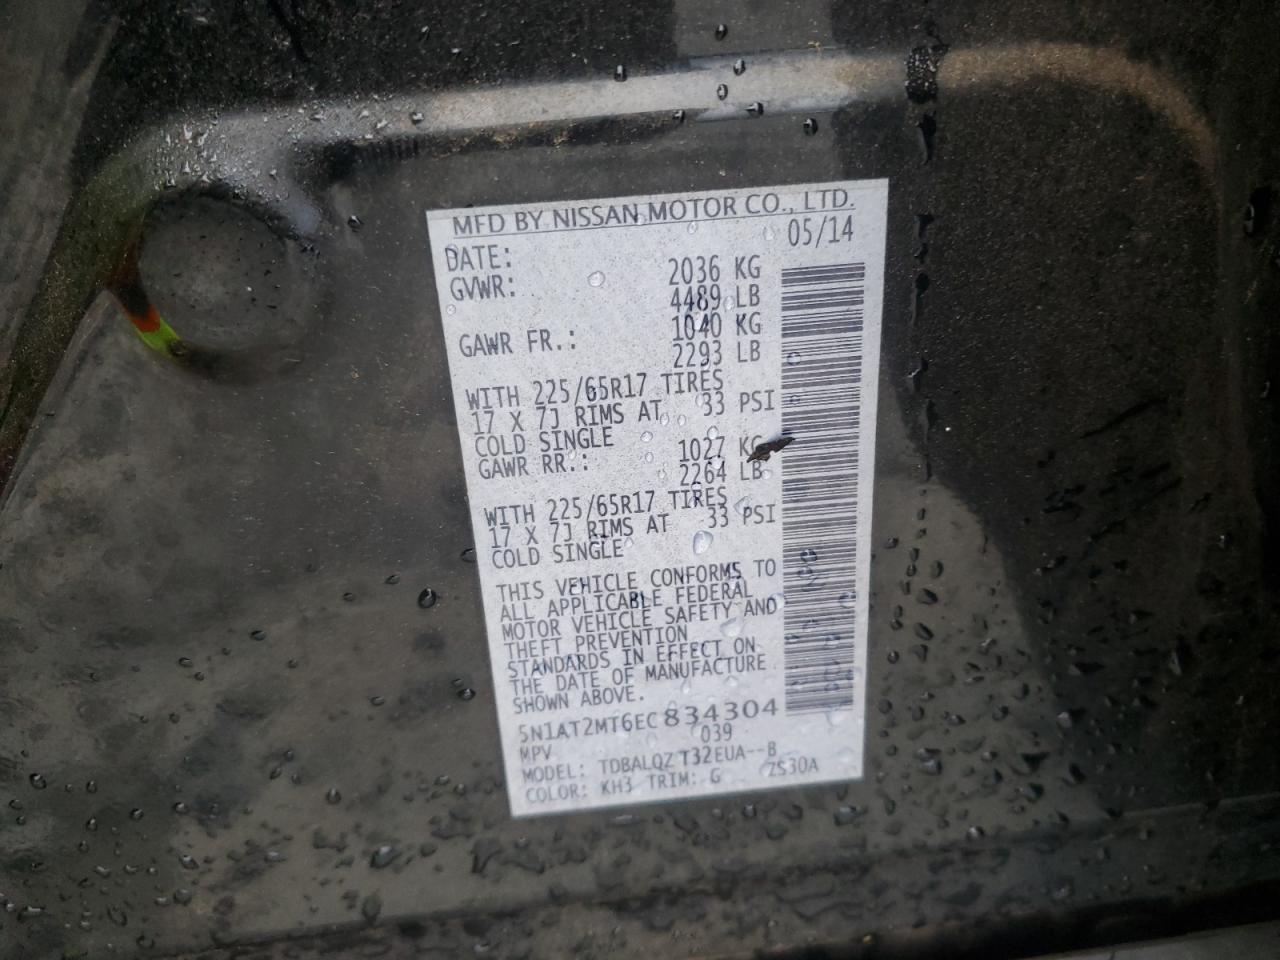 MFD BY NISSAN MOTOR CO., LTD.
DATE: 05/14
GVWR: 2036 KG
4489 LB
GAWR FR.: 1040 KG
2293 LB
WITH 225/65R17 TIRES
17 X 7J RIMS AT 33 PSI
COLD SINGLE
GAWR RR.: 1027 KG
2264 LB
WITH 225/65R17 TIRES
17 X 7J RIMS AT 33 PSI
COLD SINGLE
THIS VEHICLE CONFORMS TO
ALL APPLICABLE FEDERAL
MOTOR VEHICLE SAFETY AND
THEFT PREVENTION
STANDARDS IN EFFECT ON
THE DATE OF MANUFACTURE
SHOWN ABOVE.
5N1AT2MT6EC834304
MPV 039
MODEL: TDBALQZ T32EUA--B
COLOR: KH3 TRIM: G ZS30A